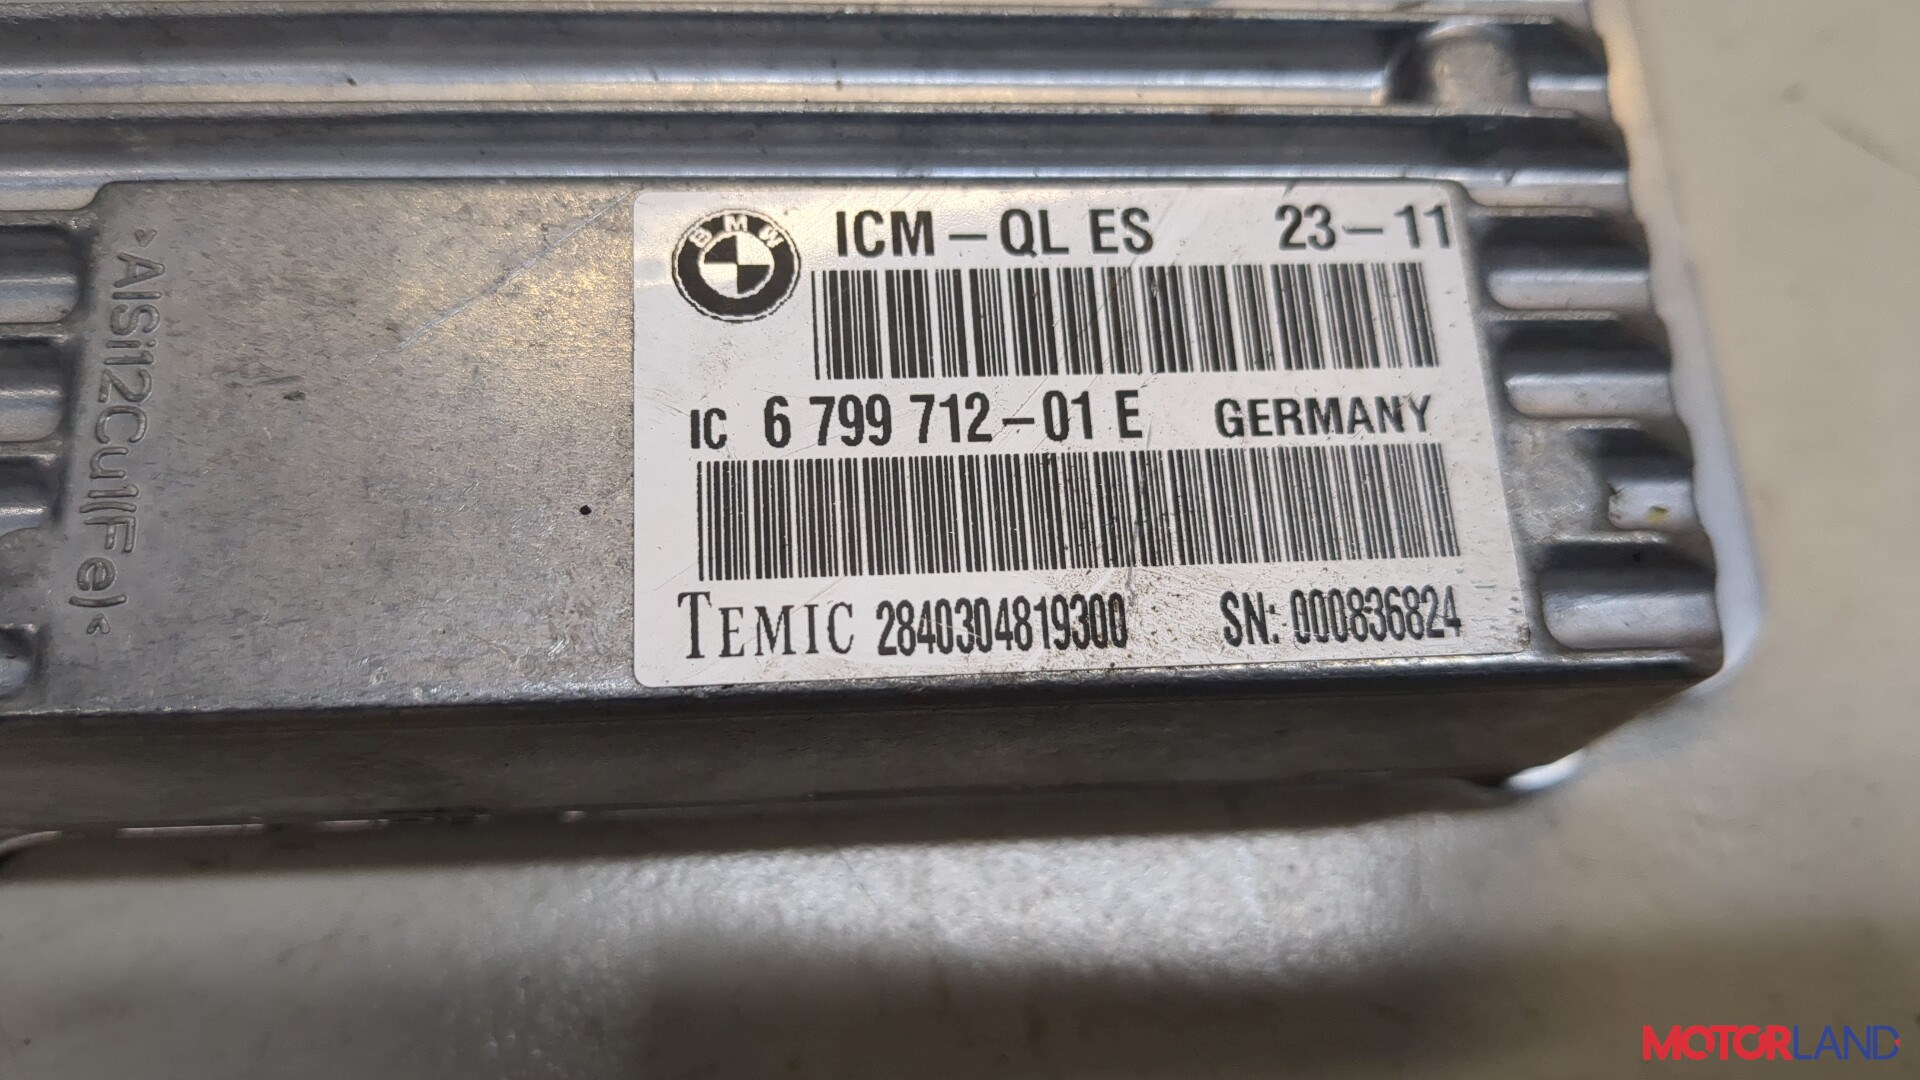 >AlSi12Cu1(Fe)<
BMW
ICM-QL ES 23-11
IC 6 799 712-01 E GERMANY
TEMIC 2840304819300 SN: 000836824
MOTORLAND